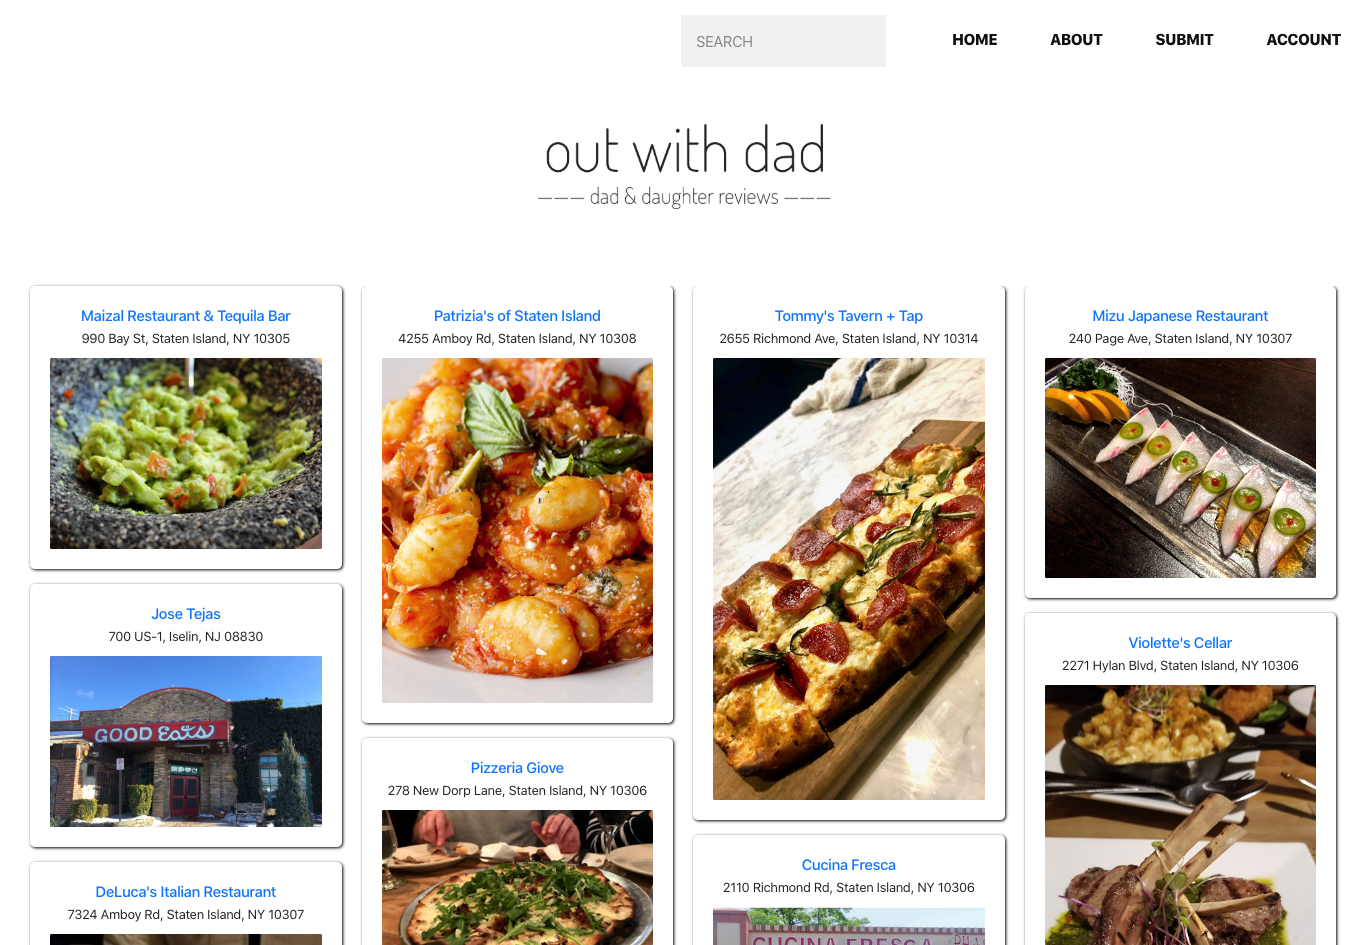 SEARCH
HOME
ABOUT
SUBMIT
ACCOUNT
out with dad
——— dad & daughter reviews ———
Maizal Restaurant & Tequila Bar
990 Bay St, Staten Island, NY 10305
Patrizia's of Staten Island
4255 Amboy Rd, Staten Island, NY 10308
Tommy's Tavern + Tap
2655 Richmond Ave, Staten Island, NY 10314
Mizu Japanese Restaurant
240 Page Ave, Staten Island, NY 10307
Jose Tejas
700 US-1, Iselin, NJ 08830
GOOD Eats
Violette's Cellar
2271 Hylan Blvd, Staten Island, NY 10306
Pizzeria Giove
278 New Dorp Lane, Staten Island, NY 10306
Cucina Fresca
2110 Richmond Rd, Staten Island, NY 10306
CUCINA FRESCA
DeLuca's Italian Restaurant
7324 Amboy Rd, Staten Island, NY 10307